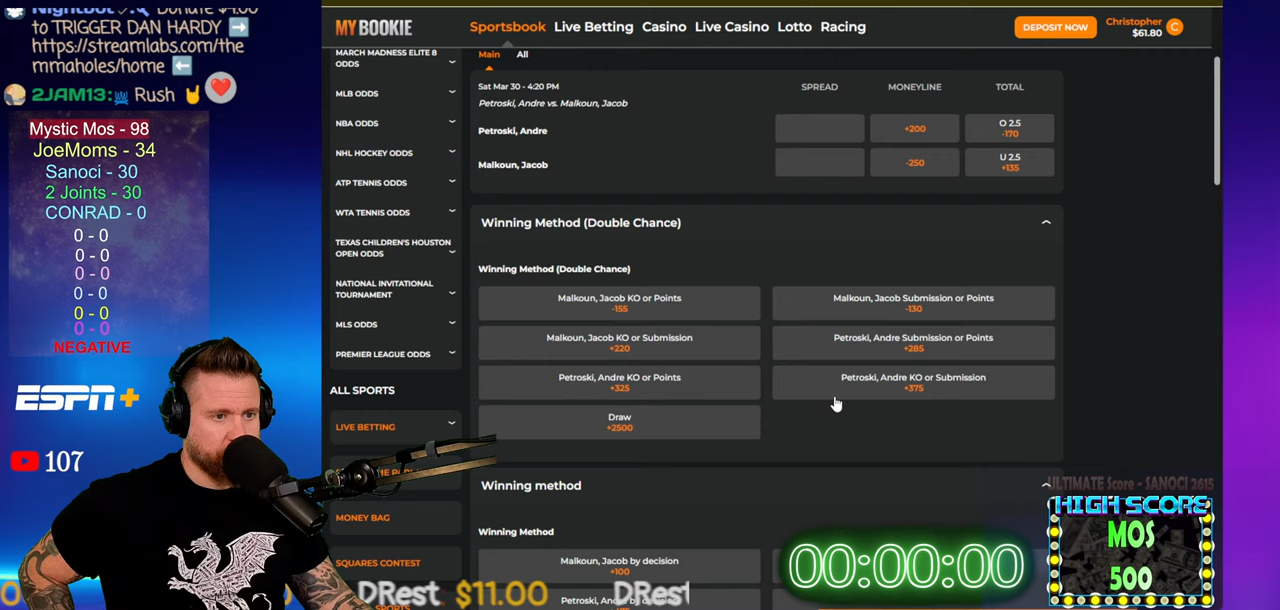 Nightbot: Donate $4.00
to TRIGGER DAN HARDY
https://streamlabs.com/the
mmaholes/home
2JAM13: Rush
Mystic Mos - 98
JoeMoms - 34
Sanoci - 30
2 Joints - 30
CONRAD - 0
0 - 0
0 - 0
0 - 0
0 - 0
0 - 0
0 - 0
NEGATIVE
ESPN+
107
MYBOOKIE
Sportsbook Live Betting Casino Live Casino Lotto Racing
DEPOSIT NOW
Christopher
$61.80
C
MARCH MADNESS ELITE 8
ODDS
MLB ODDS
NBA ODDS
NHL HOCKEY ODDS
ATP TENNIS ODDS
WTA TENNIS ODDS
TEXAS CHILDREN'S HOUSTON
OPEN ODDS
NATIONAL INVITATIONAL
TOURNAMENT
MLS ODDS
PREMIER LEAGUE ODDS
ALL SPORTS
LIVE BETTING
MONEY BAG
SQUARES CONTEST
Main All
Sat Mar 30 - 4:20 PM
SPREAD MONEYLINE TOTAL
Petroski, Andre vs. Malkoun, Jacob
Petroski, Andre
+200
O 2.5
-170
Malkoun, Jacob
-250
U 2.5
+135
Winning Method (Double Chance)
Winning Method (Double Chance)
Malkoun, Jacob KO or Points
-155
Malkoun, Jacob Submission or Points
-130
Malkoun, Jacob KO or Submission
+220
Petroski, Andre Submission or Points
+285
Petroski, Andre KO or Points
+325
Petroski, Andre KO or Submission
+375
Draw
+2500
Winning method
Winning Method
Malkoun, Jacob by decision
+100
ULTIMATE Score - SANOCI 2615
HIGH SCORE
MOS
500
00:00:00
DRest $11.00 DRest